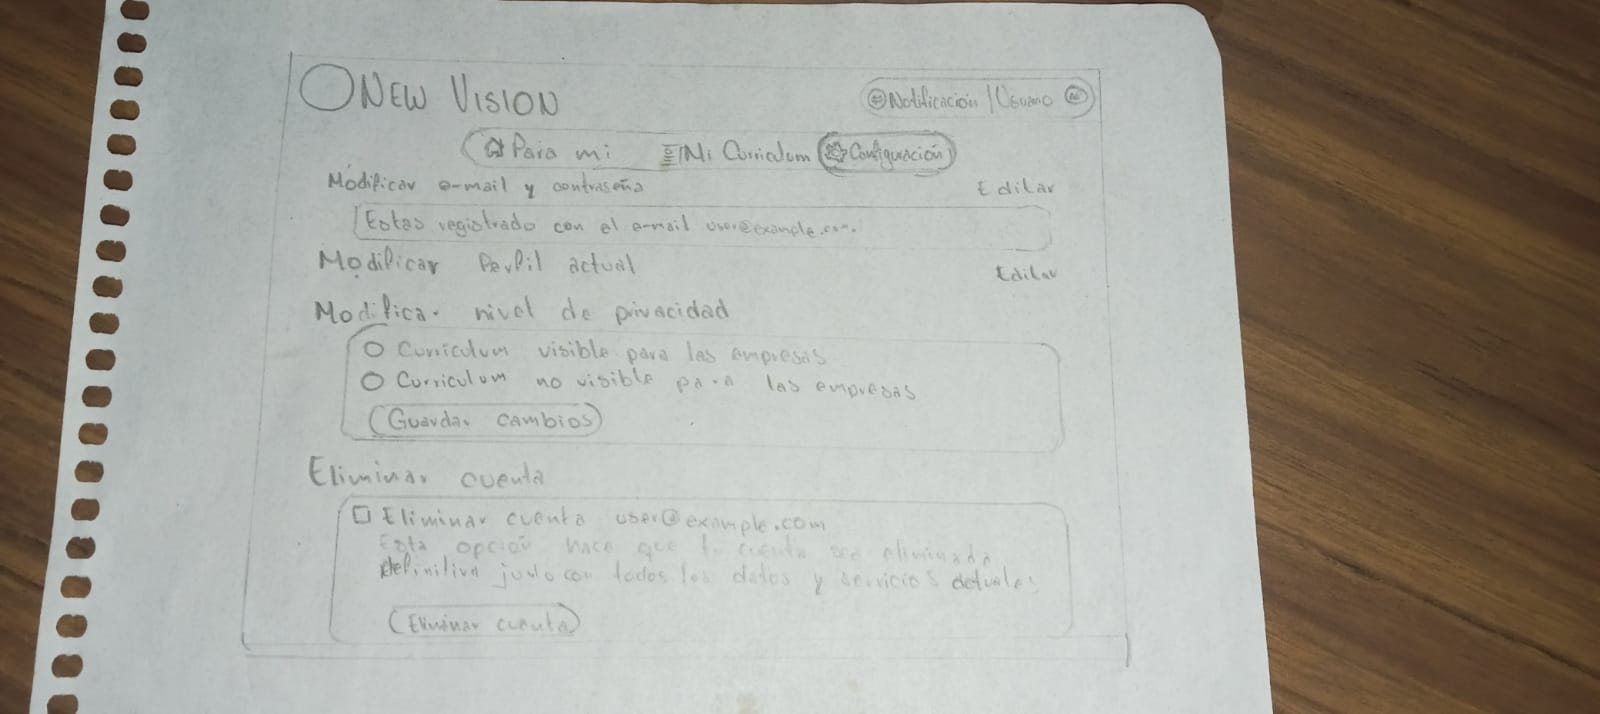 NEW VISION
Notificación | Usuario
Para mi Mi Curriculum Configuración
Modificar e-mail y contraseña Editar
Estas registrado con el e-mail user@example.com.
Modificar Perfil actual Editar
Modificar nivel de privacidad
Curriculum visible para las empresas
Curriculum no visible para las empresas
Guardar cambios
Eliminar cuenta
Eliminar cuenta user@example.com
Esta opción hace que tu cuenta sea eliminada
definitiva junto con todos los datos y servicios actuales
Eliminar cuenta